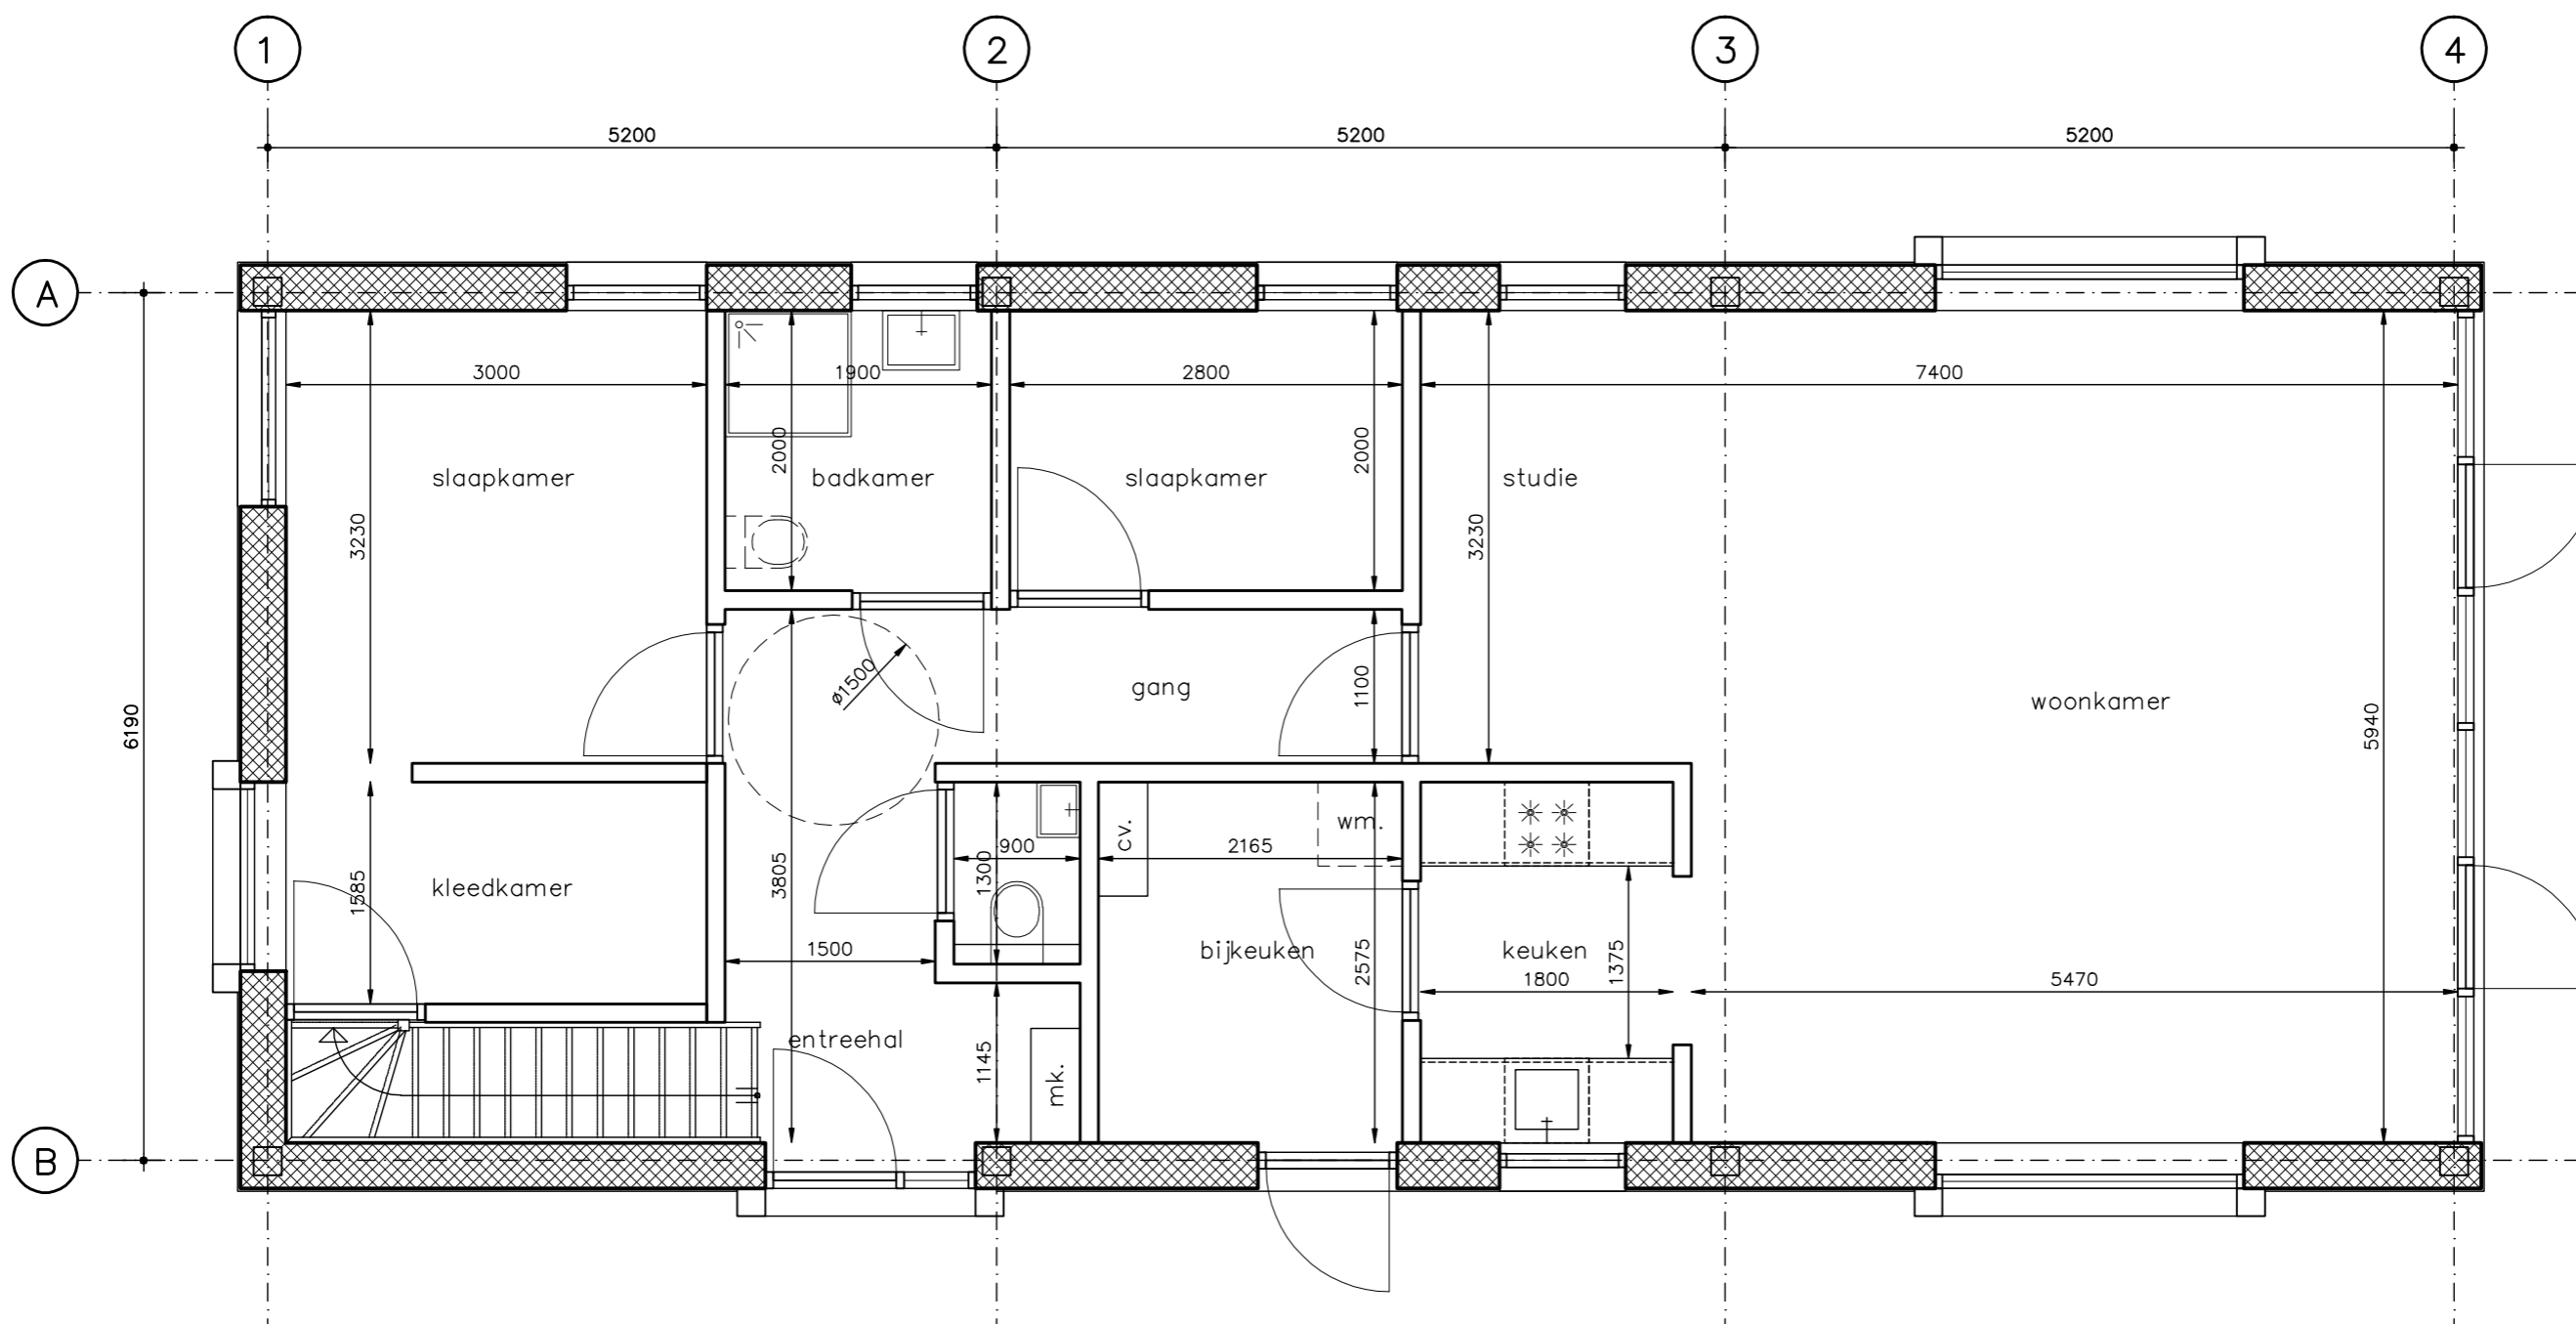 1 2 3 4
5200 5200 5200
A
3000 1900 2800 7400
2000 2000
slaapkamer badkamer slaapkamer studie
3230 3230
ø1500 1100
gang
woonkamer
6190 5940
wm.
cv.
900 2165
1585 3805 1300
kleedkamer
1500 bijkeuken keuken
2575 1375
1800 5470
entreehal
1145 mk.
B